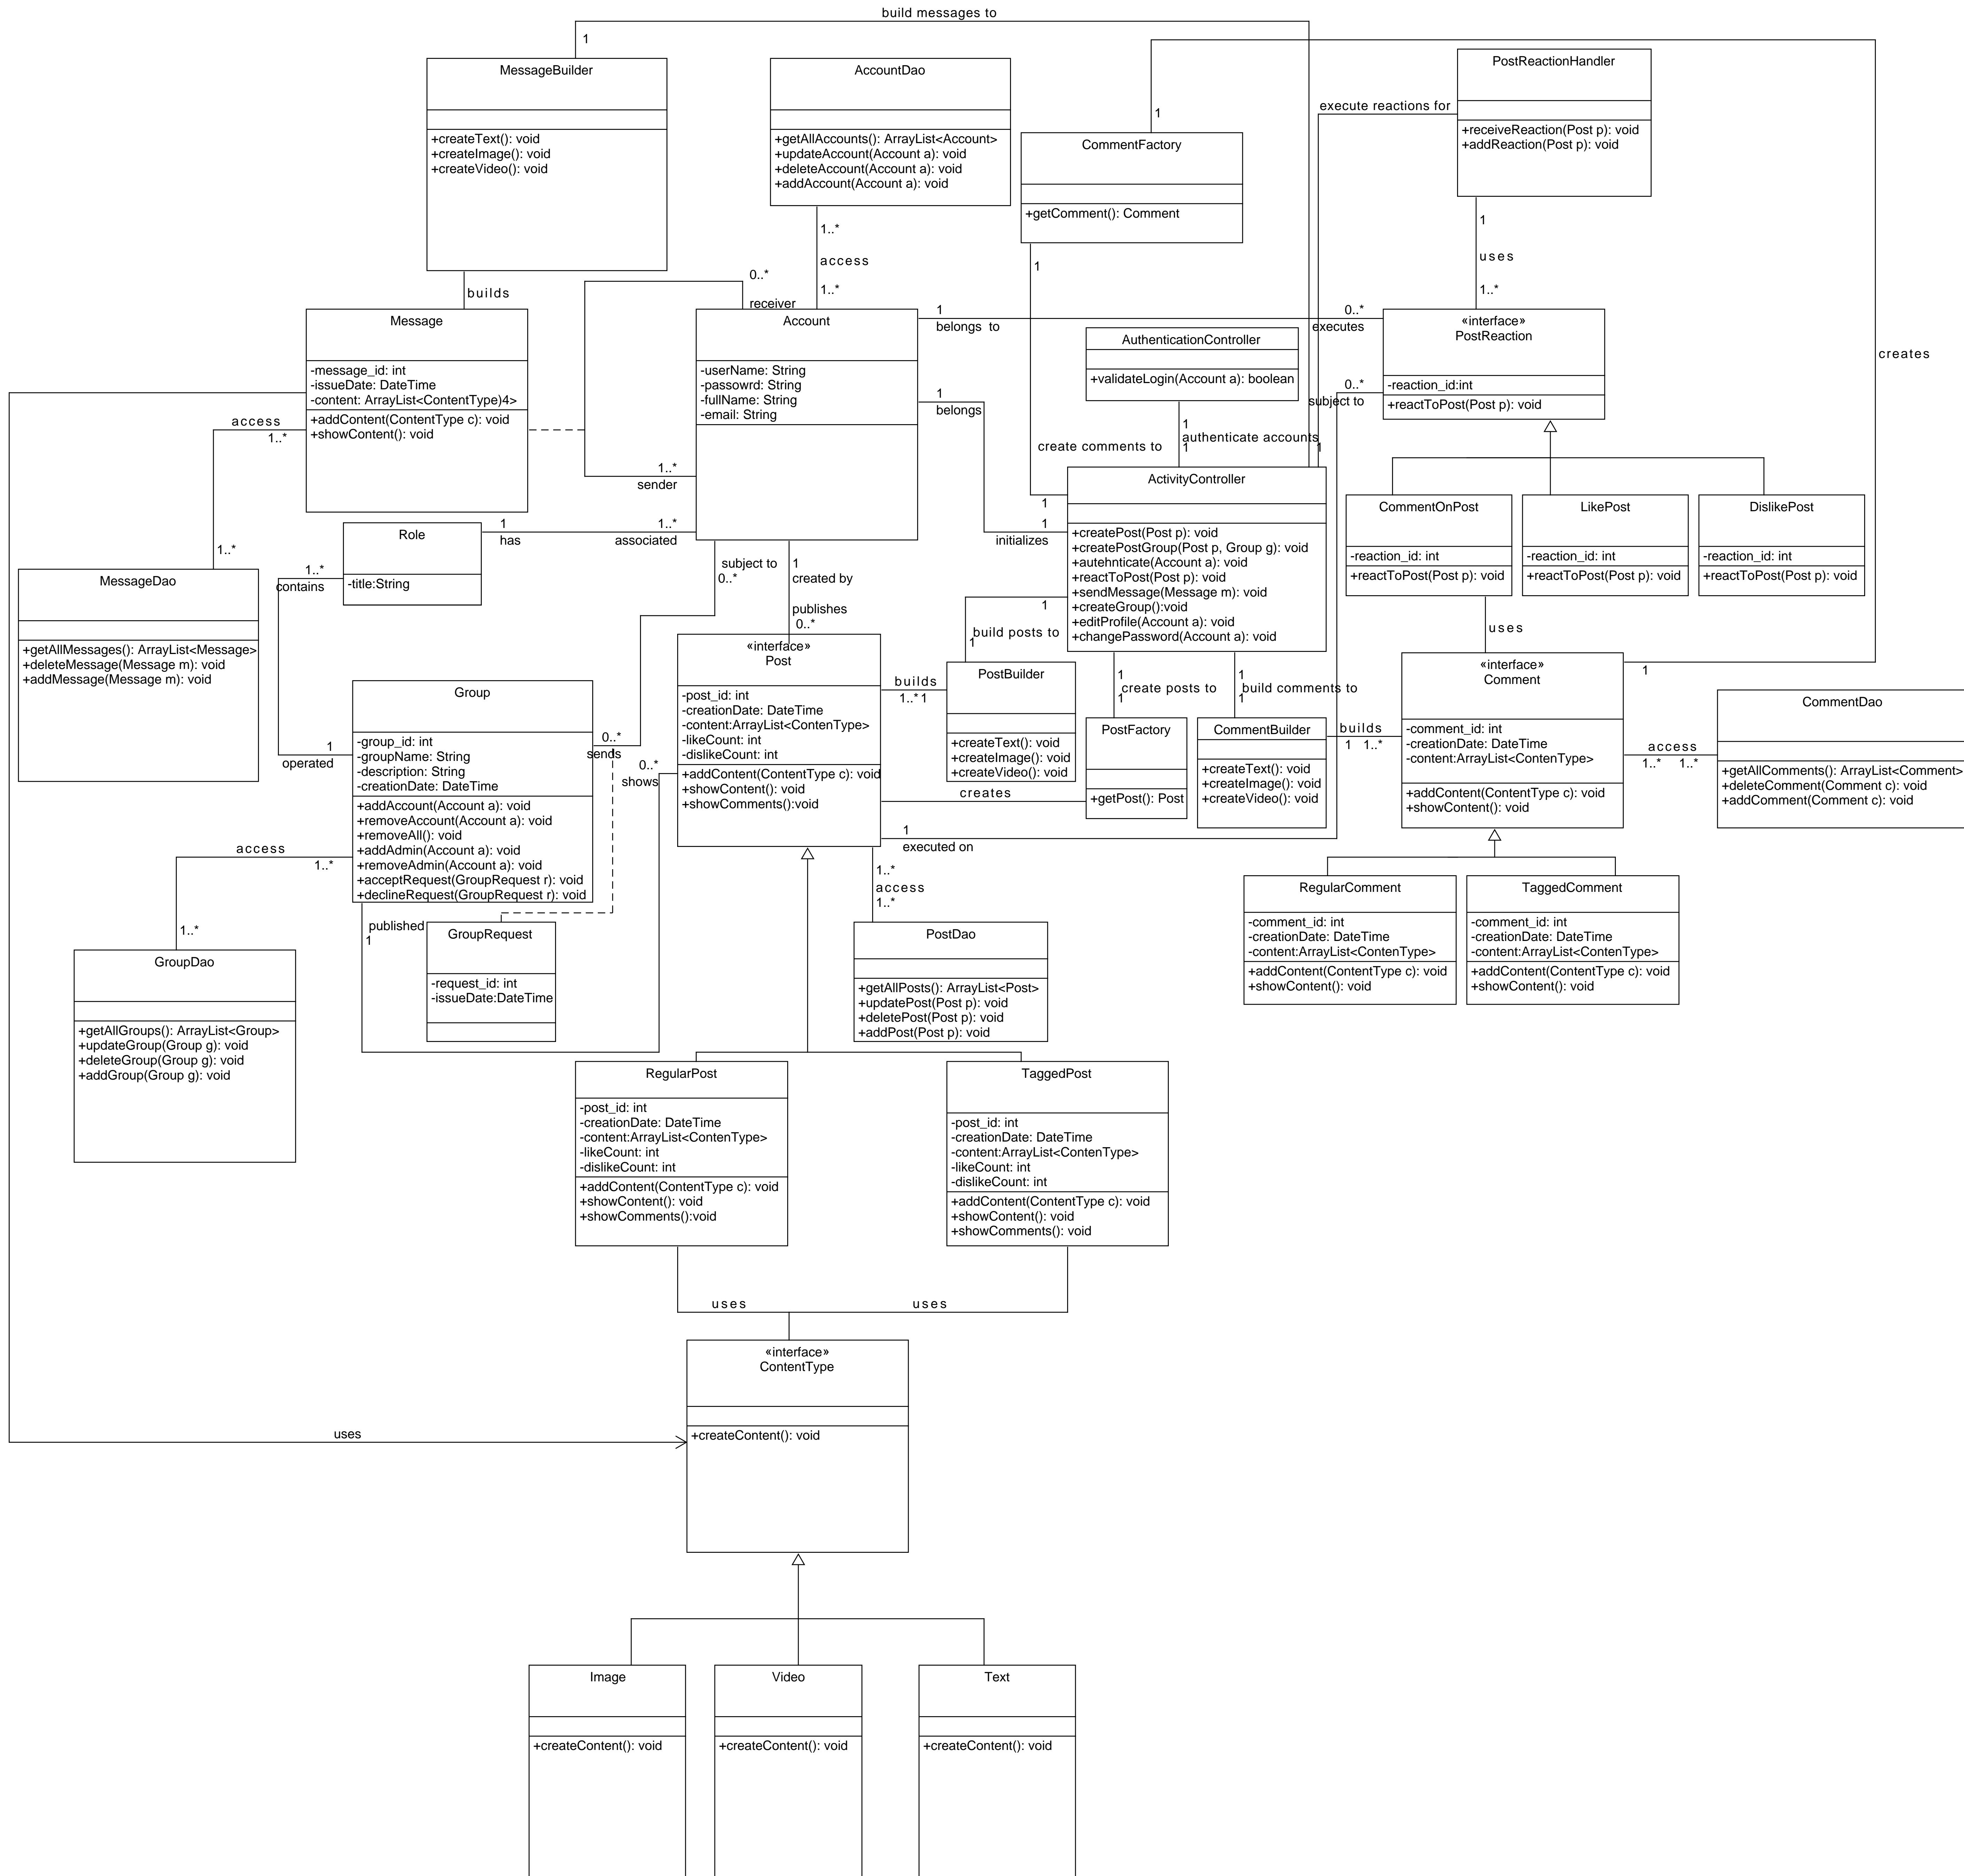 build messages to
1
MessageBuilder
+createText(): void
+createImage(): void
+createVideo(): void
AccountDao
+getAllAccounts(): ArrayList<Account>
+updateAccount(Account a): void
+deleteAccount(Account a): void
+addAccount(Account a): void
1
CommentFactory
+getComment(): Comment
PostReactionHandler
+receiveReaction(Post p): void
+addReaction(Post p): void
execute reactions for
1..*
access
1..*
1
1
uses
1..*
builds
0..*
receiver
Message
-message_id: int
-issueDate: DateTime
-content: ArrayList<ContentType)4>
+addContent(ContentType c): void
+showContent(): void
Account
-userName: String
-passowrd: String
-fullName: String
-email: String
1
belongs to
0..*
executes
1
belongs
AuthenticationController
+validateLogin(Account a): boolean
«interface»
PostReaction
-reaction_id:int
+reactToPost(Post p): void
0..*
subject to
creates
access
1..*
1..*
sender
create comments to
1
authenticate accounts
1
1
ActivityController
+createPost(Post p): void
+createPostGroup(Post p, Group g): void
+autehnticate(Account a): void
+reactToPost(Post p): void
+sendMessage(Message m): void
+createGroup():void
+editProfile(Account a): void
+changePassword(Account a): void
1
1
initializes
CommentOnPost
-reaction_id: int
+reactToPost(Post p): void
LikePost
-reaction_id: int
+reactToPost(Post p): void
DislikePost
-reaction_id: int
+reactToPost(Post p): void
Role
-title:String
1
has
1..*
associated
1..*
MessageDao
+getAllMessages(): ArrayList<Message>
+deleteMessage(Message m): void
+addMessage(Message m): void
1..*
contains
subject to
0..*
1
created by
publishes
0..*
1
build posts to
1
uses
«interface»
Post
-post_id: int
-creationDate: DateTime
-content:ArrayList<ContenType>
-likeCount: int
-dislikeCount: int
+addContent(ContentType c): void
+showContent(): void
+showComments():void
builds
1..*
1
PostBuilder
+createText(): void
+createImage(): void
+createVideo(): void
1
create posts to
1
1
build comments to
1
«interface»
Comment
-comment_id: int
-creationDate: DateTime
-content:ArrayList<ContenType>
+addContent(ContentType c): void
+showContent(): void
1
Group
-group_id: int
-groupName: String
-description: String
-creationDate: DateTime
+addAccount(Account a): void
+removeAccount(Account a): void
+removeAll(): void
+addAdmin(Account a): void
+removeAdmin(Account a): void
+acceptRequest(GroupRequest r): void
+declineRequest(GroupRequest r): void
1
operated
0..*
sends
0..*
shows
PostFactory
+getPost(): Post
CommentBuilder
+createText(): void
+createImage(): void
+createVideo(): void
builds
1
1..*
access
1..*
1..*
CommentDao
+getAllComments(): ArrayList<Comment>
+deleteComment(Comment c): void
+addComment(Comment c): void
creates
1
executed on
access
1..*
1..*
1..*
access
1..*
RegularComment
-comment_id: int
-creationDate: DateTime
-content:ArrayList<ContenType>
+addContent(ContentType c): void
+showContent(): void
TaggedComment
-comment_id: int
-creationDate: DateTime
-content:ArrayList<ContenType>
+addContent(ContentType c): void
+showContent(): void
published
1
GroupRequest
-request_id: int
-issueDate:DateTime
PostDao
+getAllPosts(): ArrayList<Post>
+updatePost(Post p): void
+deletePost(Post p): void
+addPost(Post p): void
GroupDao
+getAllGroups(): ArrayList<Group>
+updateGroup(Group g): void
+deleteGroup(Group g): void
+addGroup(Group g): void
RegularPost
-post_id: int
-creationDate: DateTime
-content:ArrayList<ContenType>
-likeCount: int
-dislikeCount: int
+addContent(ContentType c): void
+showContent(): void
+showComments():void
TaggedPost
-post_id: int
-creationDate: DateTime
-content:ArrayList<ContenType>
-likeCount: int
-dislikeCount: int
+addContent(ContentType c): void
+showContent(): void
+showComments(): void
uses
uses
«interface»
ContentType
+createContent(): void
uses
Image
+createContent(): void
Video
+createContent(): void
Text
+createContent(): void